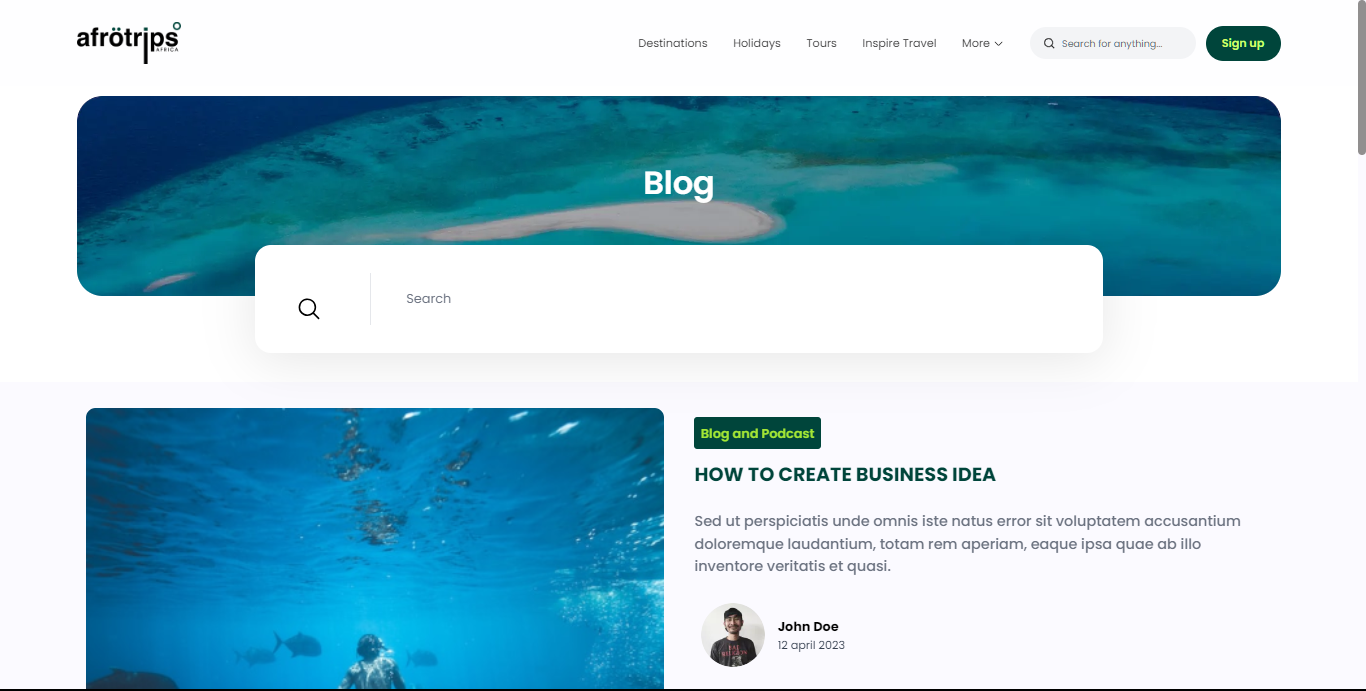 afrötrips
AFRICA
Destinations Holidays Tours Inspire Travel More Search for anything... Sign up
Blog
Search
Blog and Podcast
HOW TO CREATE BUSINESS IDEA
Sed ut perspiciatis unde omnis iste natus error sit voluptatem accusantium
doloremque laudantium, totam rem aperiam, eaque ipsa quae ab illo
inventore veritatis et quasi.
John Doe
12 april 2023